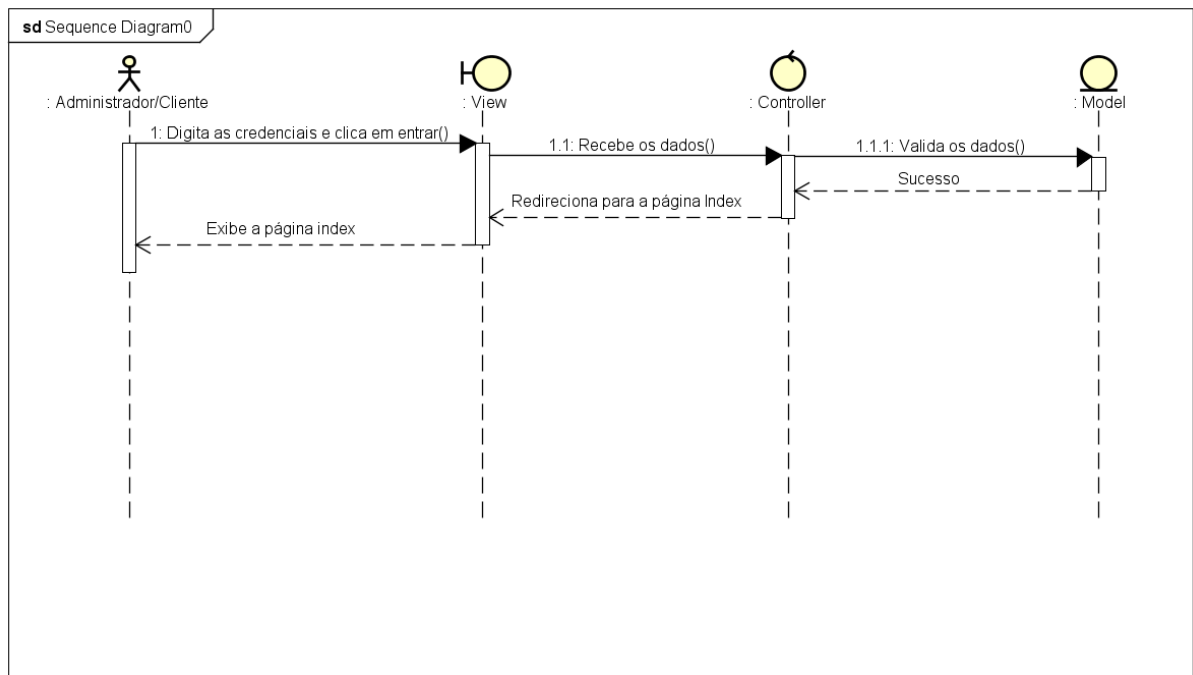 sd Sequence Diagram0
: Administrador/Cliente
: View
: Controller
: Model
1: Digita as credenciais e clica em entrar()
1.1: Recebe os dados()
1.1.1: Valida os dados()
Sucesso
Redireciona para a página Index
Exibe a página index